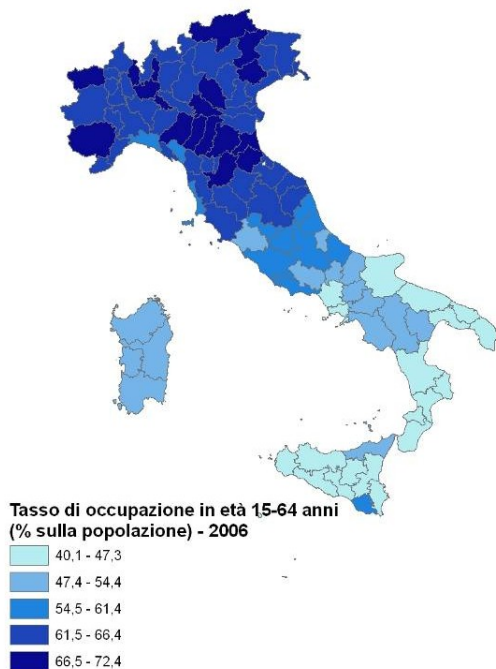 Tasso di occupazione in età 15-64 anni
(% sulla popolazione) - 2006
40,1 - 47,3
47,4 - 54,4
54,5 - 61,4
61,5 - 66,4
66,5 - 72,4